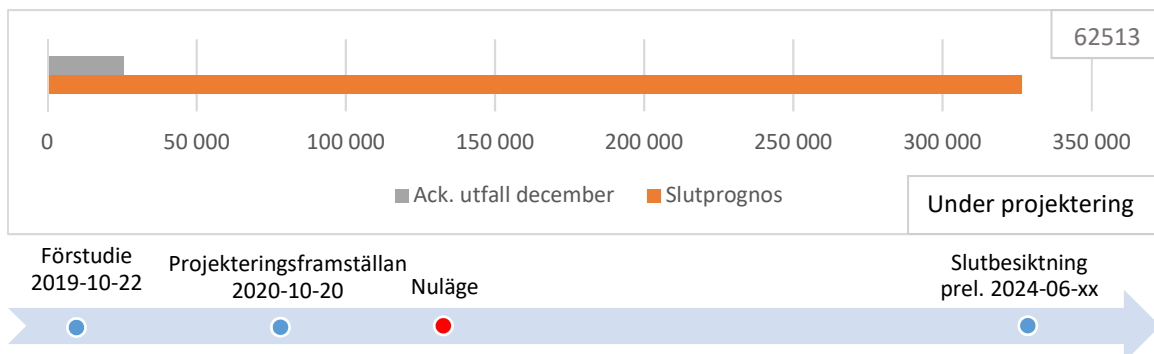 62513
0
50 000
100 000
150 000
200 000
250 000
300 000
350 000
Ack. utfall december
Slutprognos
Under projektering
Förstudie
2019-10-22
Projekteringsframställan
2020-10-20
Nuläge
Slutbesiktning
prel. 2024-06-xx